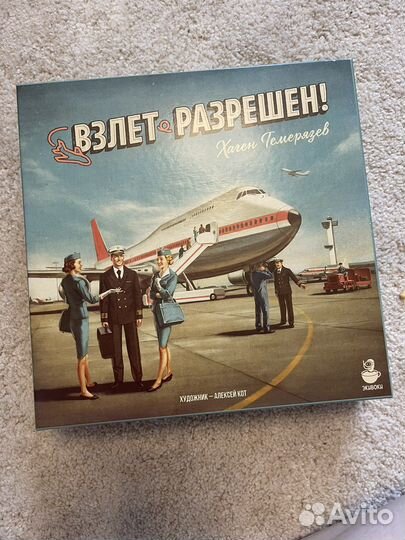 ВЗЛЕТ РАЗРЕШЕН!
Хаген Темерязев
ХУДОЖНИК – АЛЕКСЕЙ КОТ
ЭКИВОКИ
Avito